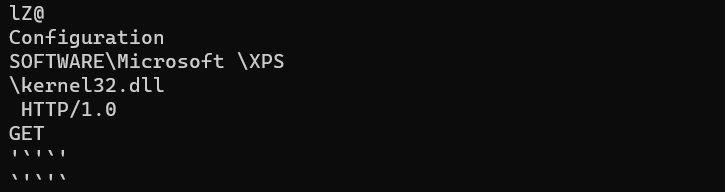 lZ@
Configuration
SOFTWARE\Microsoft \XPS
\kernel32.dll
 HTTP/1.0
GET
'`'`'
`'`'`